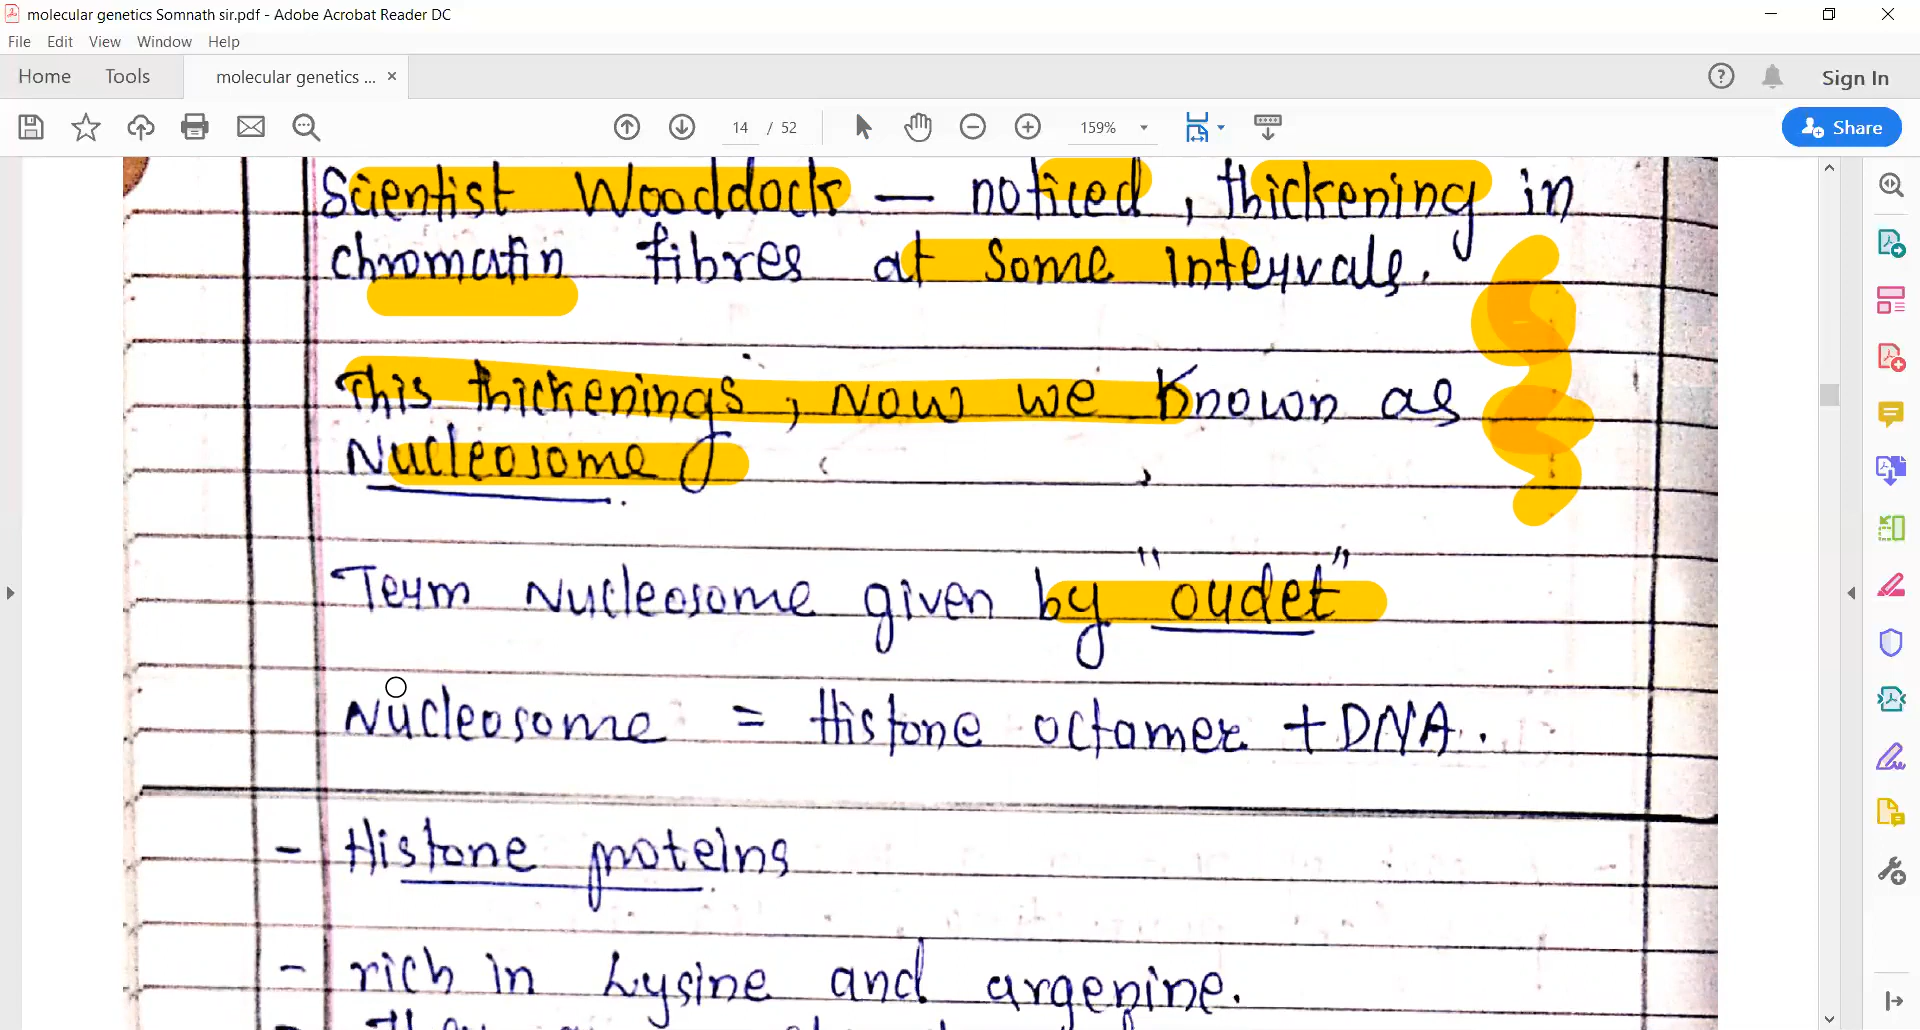 molecular genetics Somnath sir.pdf - Adobe Acrobat Reader DC
File Edit View Window Help
Home Tools molecular genetics ... ×
? Sign In
14 / 52 159% Share
Scientist Wooddock — noticed, thickening in
chromatin fibres at some intervals.
This thickenings, Now we Known as
Nucleosome
Term Nucleosome given by "oudet"
Nucleosome = Histone octamer + DNA.
- Histone proteins
- rich in Lysine and argenine.